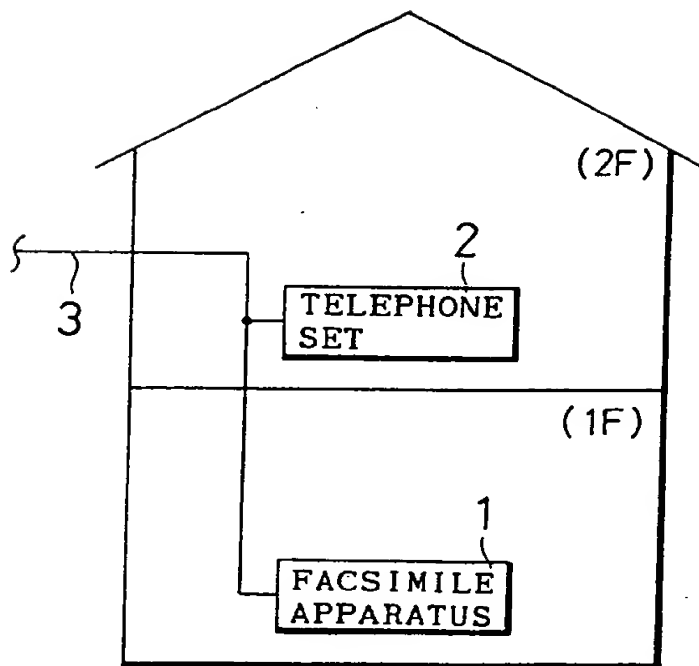 (2F)
2
TELEPHONE
SET
3
(1F)
1
FACSIMILE
APPARATUS